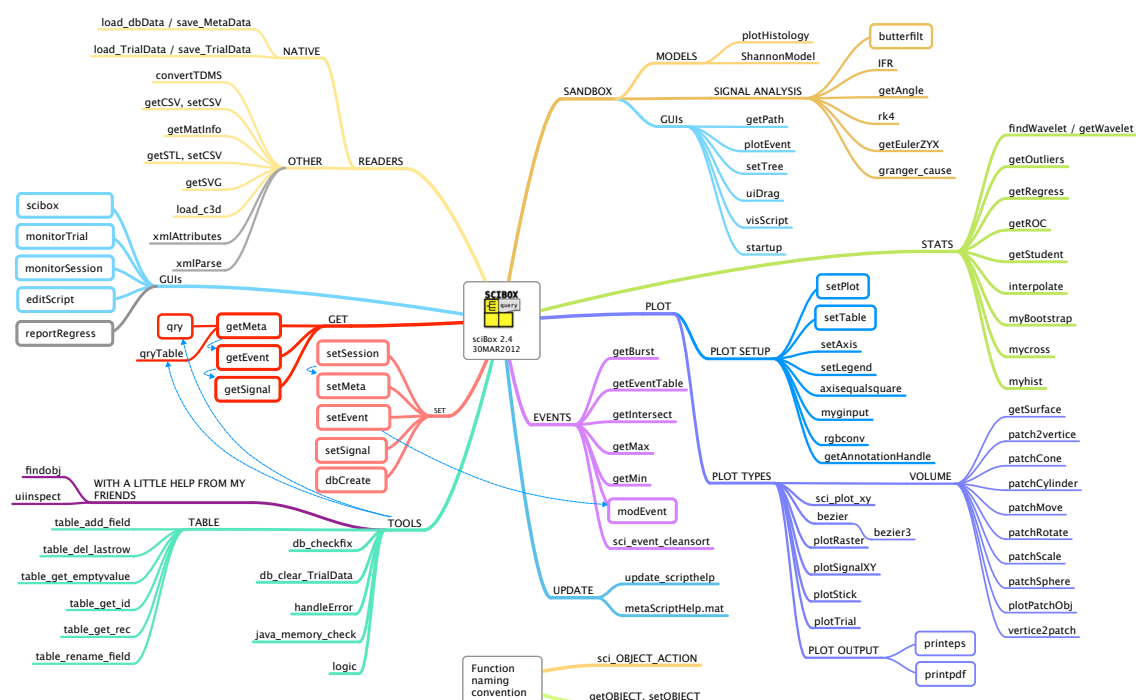 load_dbData / save_MetaData
load_TrialData / save_TrialData
NATIVE
convertTDMS
getCSV, setCSV
getMatInfo
getSTL, setCSV
getSVG
load_c3d
xmlAttributes
xmlParse
OTHER
READERS
scibox
monitorTrial
monitorSession
editScript
reportRegress
GUIs
qry
qryTable
getMeta
getEvent
getSignal
GET
setSession
setMeta
setEvent
setSignal
dbCreate
SET
findobj
uiinspect
WITH A LITTLE HELP FROM MY
FRIENDS
table_add_field
table_del_lastrow
table_get_emptyvalue
table_get_id
table_get_rec
table_rename_field
TABLE
db_checkfix
db_clear_TrialData
handleError
java_memory_check
logic
TOOLS
SCIBOX
query
sciBox 2.4
30MAR2012
SANDBOX
MODELS
plotHistology
ShannonModel
SIGNAL ANALYSIS
butterfilt
IFR
getAngle
rk4
getEulerZYX
granger_cause
GUIs
getPath
plotEvent
setTree
uiDrag
visScript
startup
STATS
findWavelet / getWavelet
getOutliers
getRegress
getROC
getStudent
interpolate
myBootstrap
mycross
myhist
PLOT
PLOT SETUP
setPlot
setTable
setAxis
setLegend
axisequalsquare
myginput
rgbconv
getAnnotationHandle
PLOT TYPES
VOLUME
getSurface
patch2vertice
patchCone
patchCylinder
patchMove
patchRotate
patchScale
patchSphere
plotPatchObj
vertice2patch
sci_plot_xy
bezier
bezier3
plotRaster
plotSignalXY
plotStick
plotTrial
PLOT OUTPUT
printeps
printpdf
EVENTS
getBurst
getEventTable
getIntersect
getMax
getMin
modEvent
sci_event_cleansort
UPDATE
update_scripthelp
metaScriptHelp.mat
Function
naming
convention
sci_OBJECT_ACTION
getOBJECT, setOBJECT